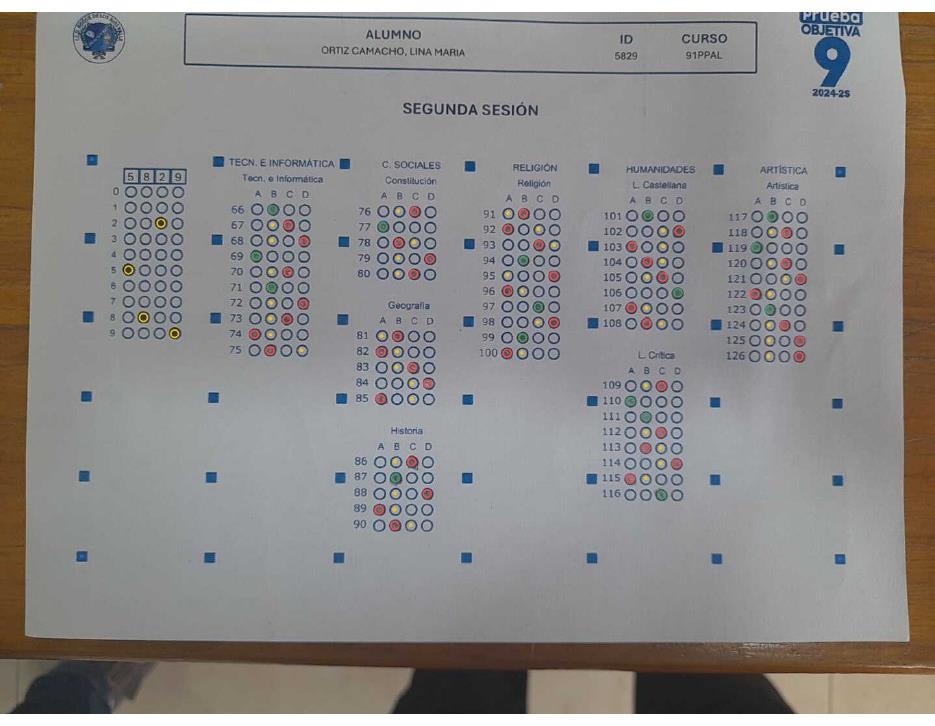 Prueba
OBJETIVA
9
2024-2S
ALUMNO
ORTIZ CAMACHO, LINA MARIA
ID
5829
CURSO
91PPAL
SEGUNDA SESIÓN
5 8 2 9
0
1
2
3
4
5
6
7
8
9
TECN. E INFORMÁTICA
Tecn. e Informática
A B C D
66
67
68
69
70
71
72
73
74
75
C. SOCIALES
Constitución
A B C D
76
77
78
79
80
Geografia
A B C D
81
82
83
84
85
Historia
A B C D
86
87
88
89
90
RELIGIÓN
Religión
A B C D
91
92
93
94
95
96
97
98
99
100
HUMANIDADES
L. Castellana
A B C D
101
102
103
104
105
106
107
108
L. Crítica
A B C D
109
110
111
112
113
114
115
116
ARTÍSTICA
Artística
A B C D
117
118
119
120
121
122
123
124
125
126